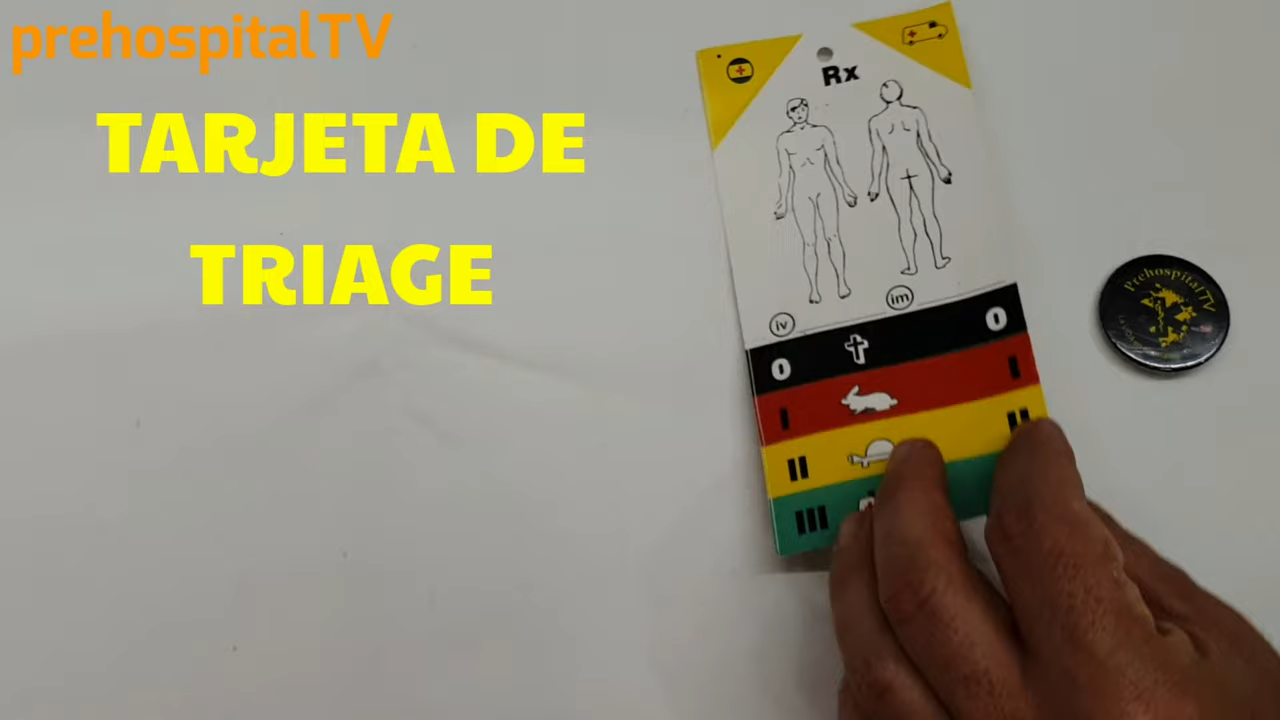 prehospitalTV
TARJETA DE
TRIAGE
Rx
iv
im
0 0
I I
II II
III
PrehospitalTV